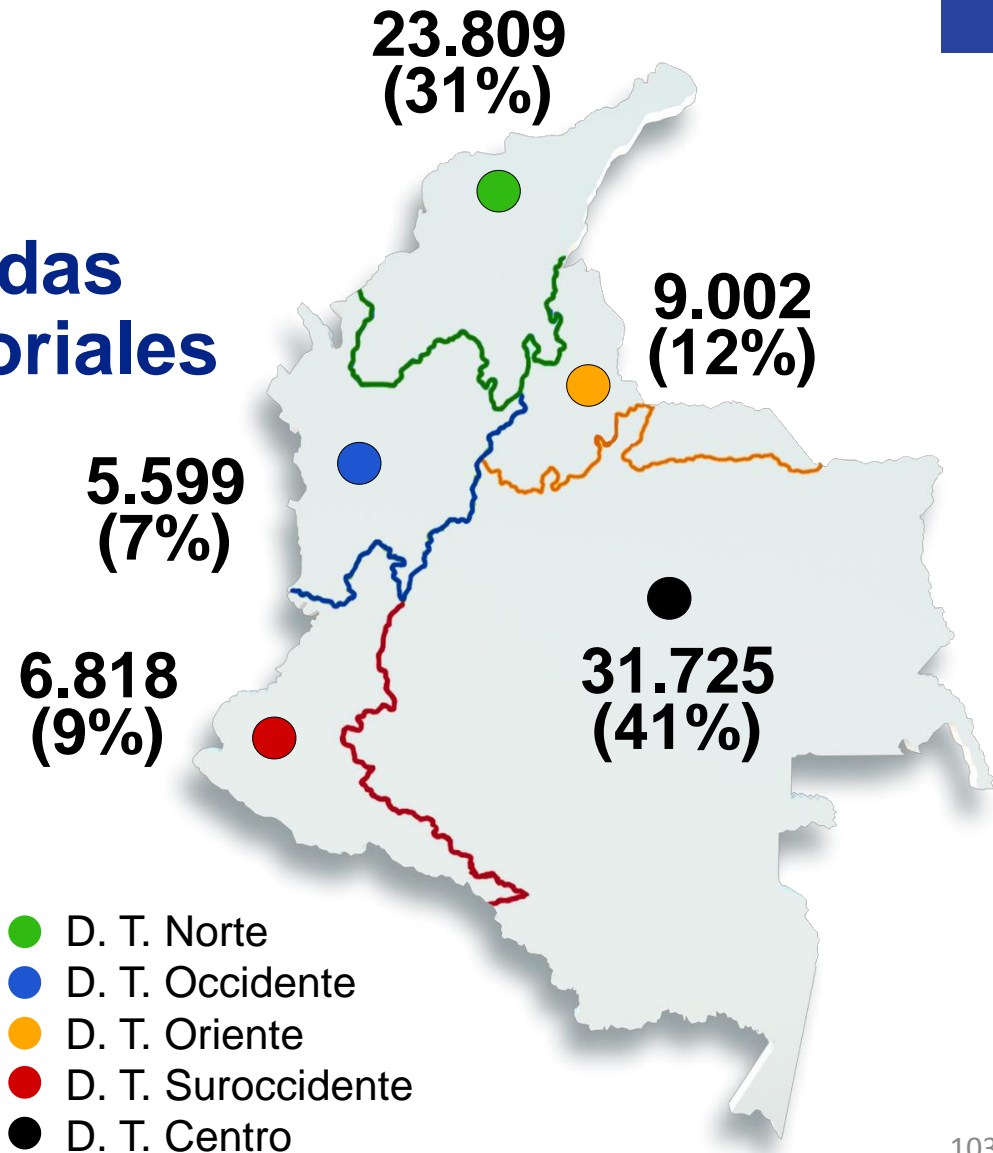 23.809
(31%)
das
oriales
9.002
(12%)
5.599
(7%)
6.818
(9%)
31.725
(41%)
D. T. Norte
D. T. Occidente
D. T. Oriente
D. T. Suroccidente
D. T. Centro
103